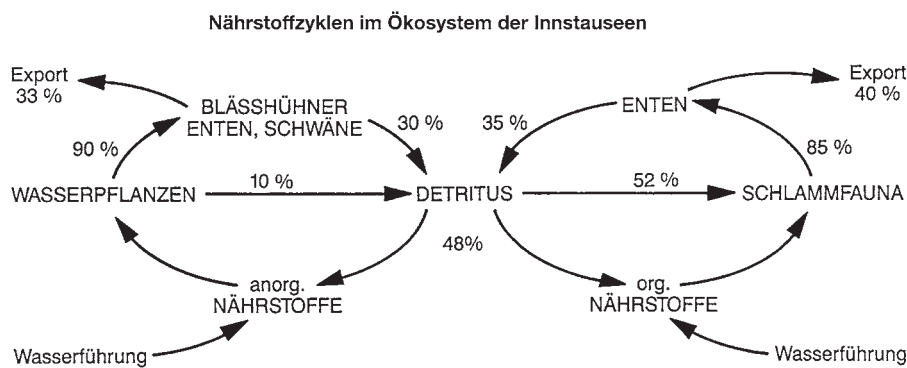 Nährstoffzyklen im Ökosystem der Innstauseen
Export
33 %
BLÄSSHÜHNER
ENTEN, SCHWÄNE
30 %
35 %
ENTEN
Export
40 %
90 %
85 %
WASSERPFLANZEN
10 %
DETRITUS
52 %
SCHLAMMFAUNA
48%
anorg.
NÄHRSTOFFE
org.
NÄHRSTOFFE
Wasserführung
Wasserführung